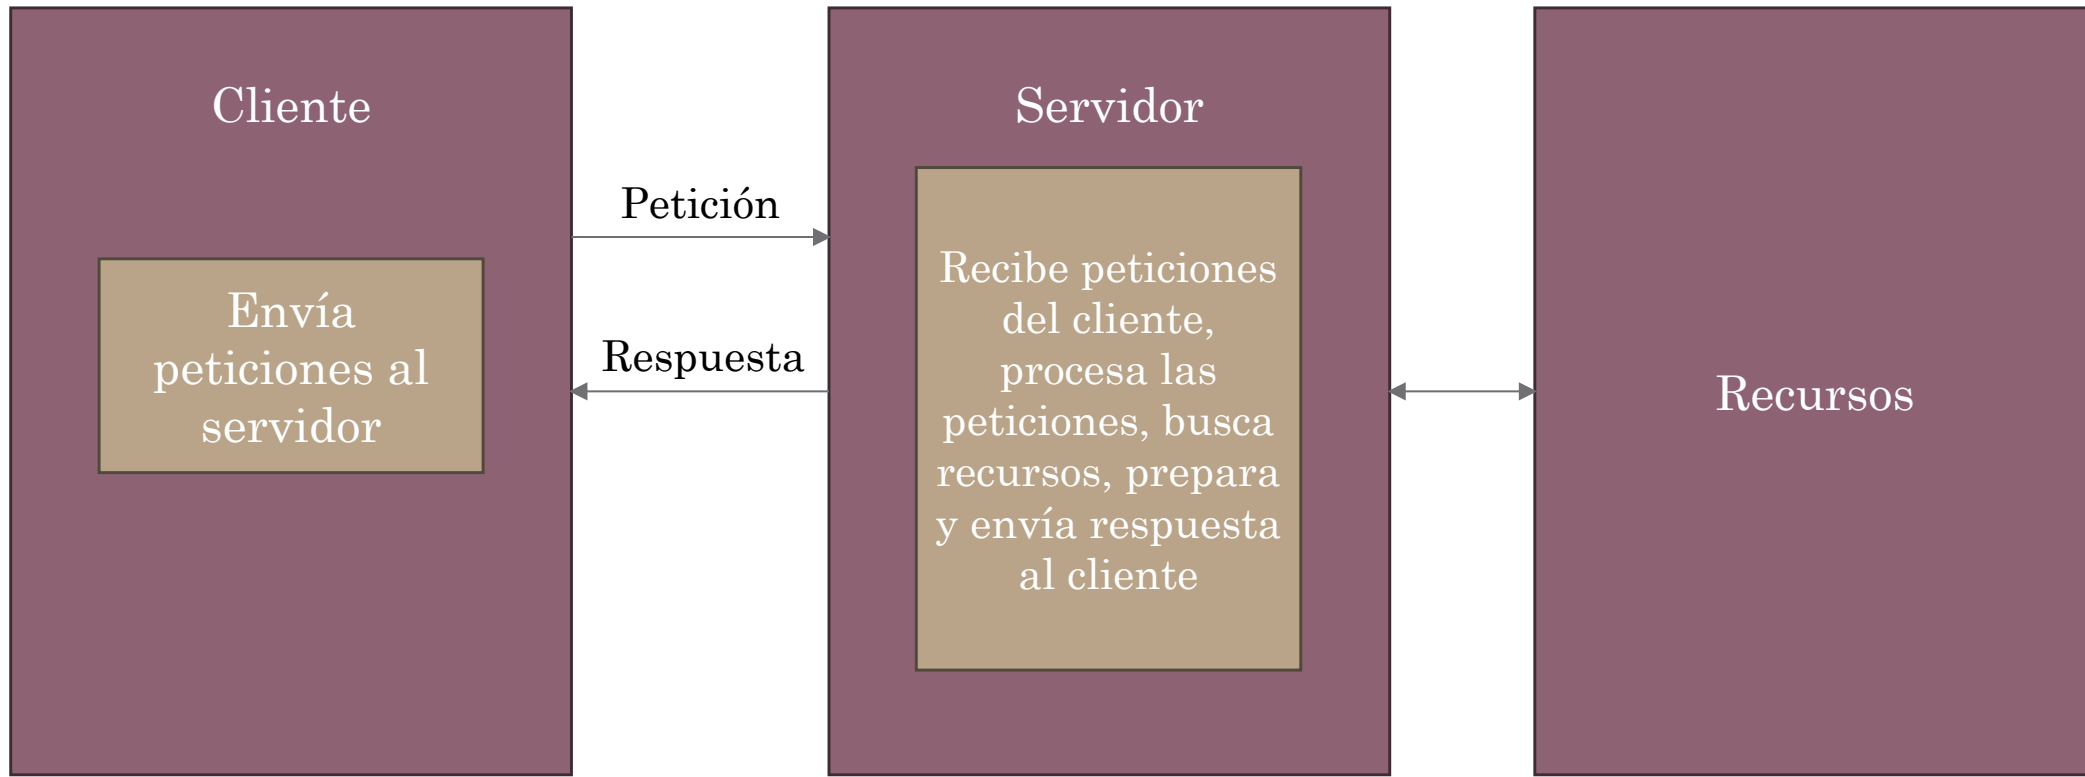 Cliente
Envía
peticiones al
servidor
Petición
Respuesta
Servidor
Recibe peticiones
del cliente,
procesa las
peticiones, busca
recursos, prepara
y envía respuesta
al cliente
Recursos